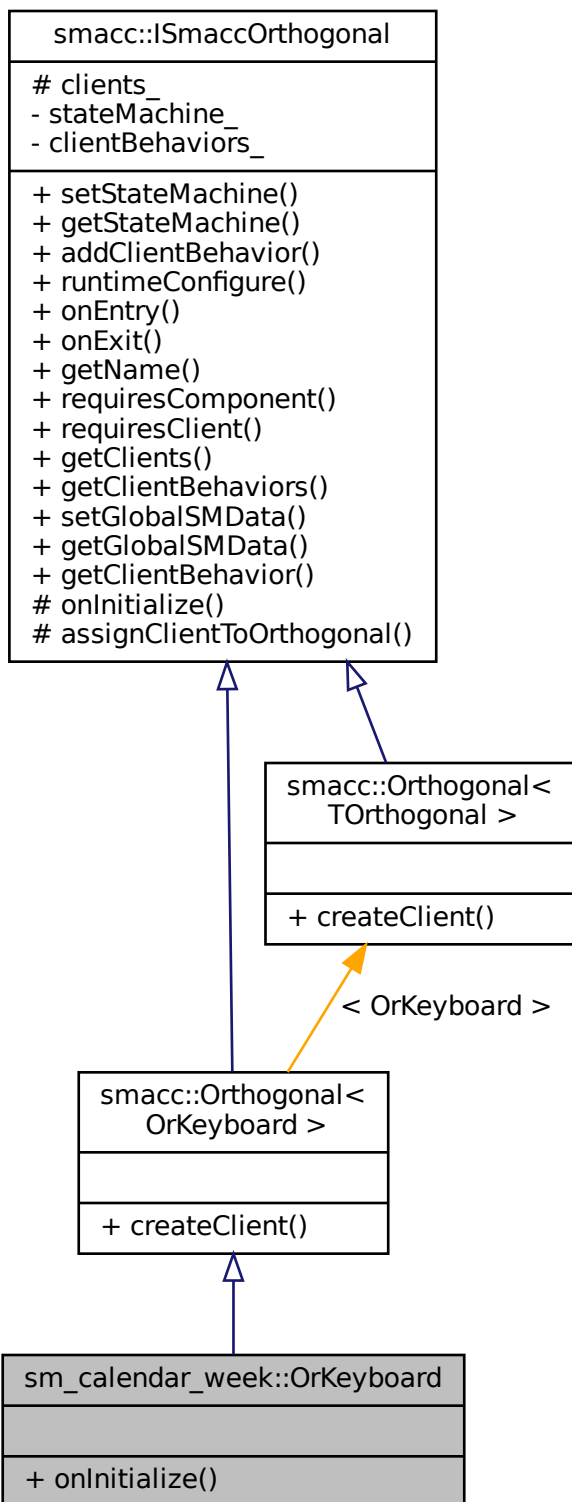 smacc::ISmaccOrthogonal
# clients_
- stateMachine_
- clientBehaviors_
+ setStateMachine()
+ getStateMachine()
+ addClientBehavior()
+ runtimeConfigure()
+ onEntry()
+ onExit()
+ getName()
+ requiresComponent()
+ requiresClient()
+ getClients()
+ getClientBehaviors()
+ setGlobalSMData()
+ getGlobalSMData()
+ getClientBehavior()
# onInitialize()
# assignClientToOrthogonal()
smacc::Orthogonal<
TOrthogonal >
+ createClient()
< OrKeyboard >
smacc::Orthogonal<
OrKeyboard >
+ createClient()
sm_calendar_week::OrKeyboard
+ onInitialize()